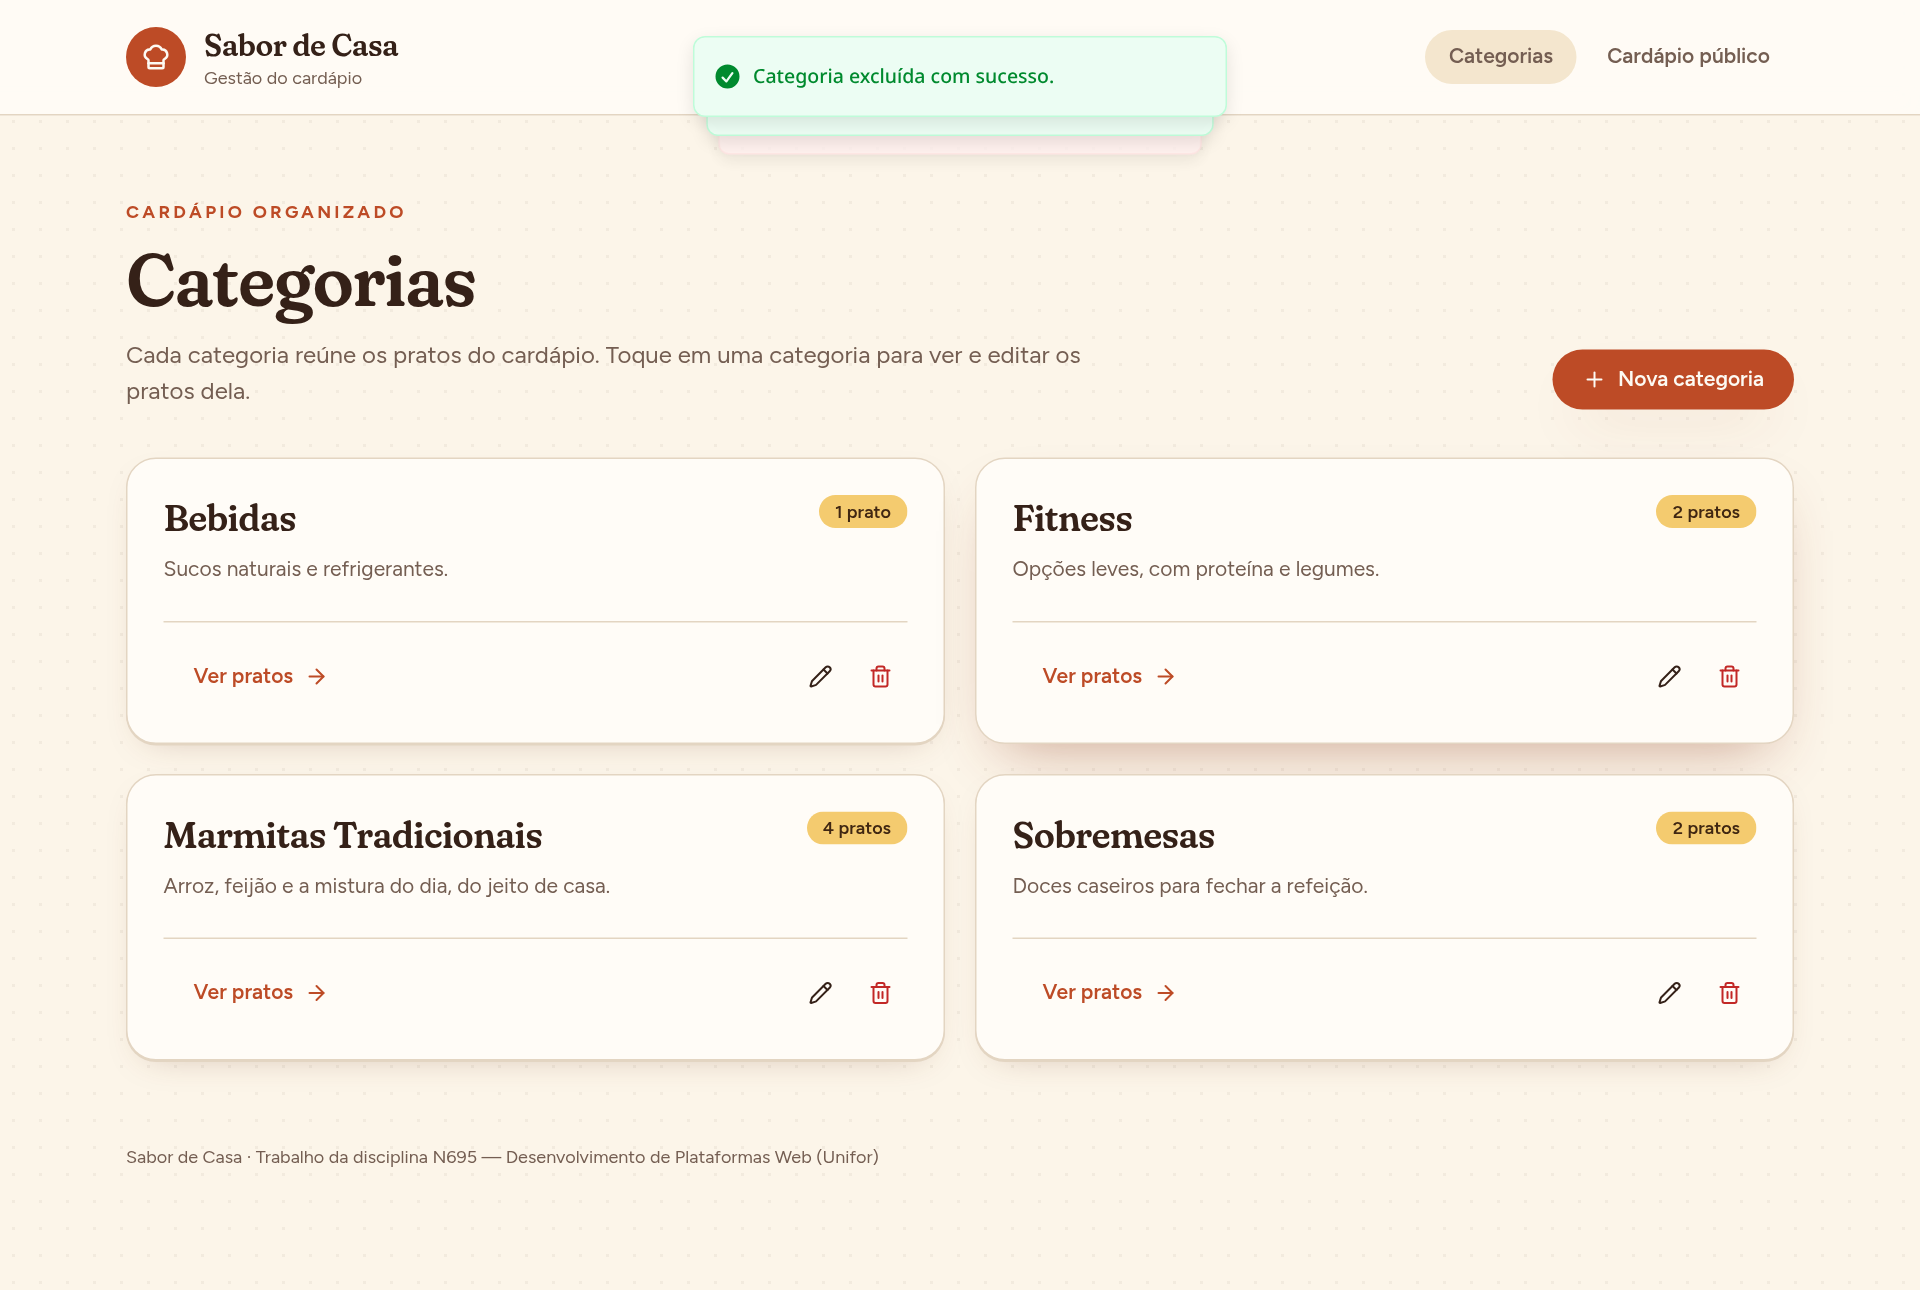 Sabor de Casa
Gestão do cardápio
Categoria excluída com sucesso.
Categorias
Cardápio público
CARDÁPIO ORGANIZADO
Categorias
Cada categoria reúne os pratos do cardápio. Toque em uma categoria para ver e editar os
pratos dela.
Nova categoria
Bebidas
1 prato
Sucos naturais e refrigerantes.
Ver pratos
Fitness
2 pratos
Opções leves, com proteína e legumes.
Ver pratos
Marmitas Tradicionais
4 pratos
Arroz, feijão e a mistura do dia, do jeito de casa.
Ver pratos
Sobremesas
2 pratos
Doces caseiros para fechar a refeição.
Ver pratos
Sabor de Casa · Trabalho da disciplina N695 — Desenvolvimento de Plataformas Web (Unifor)